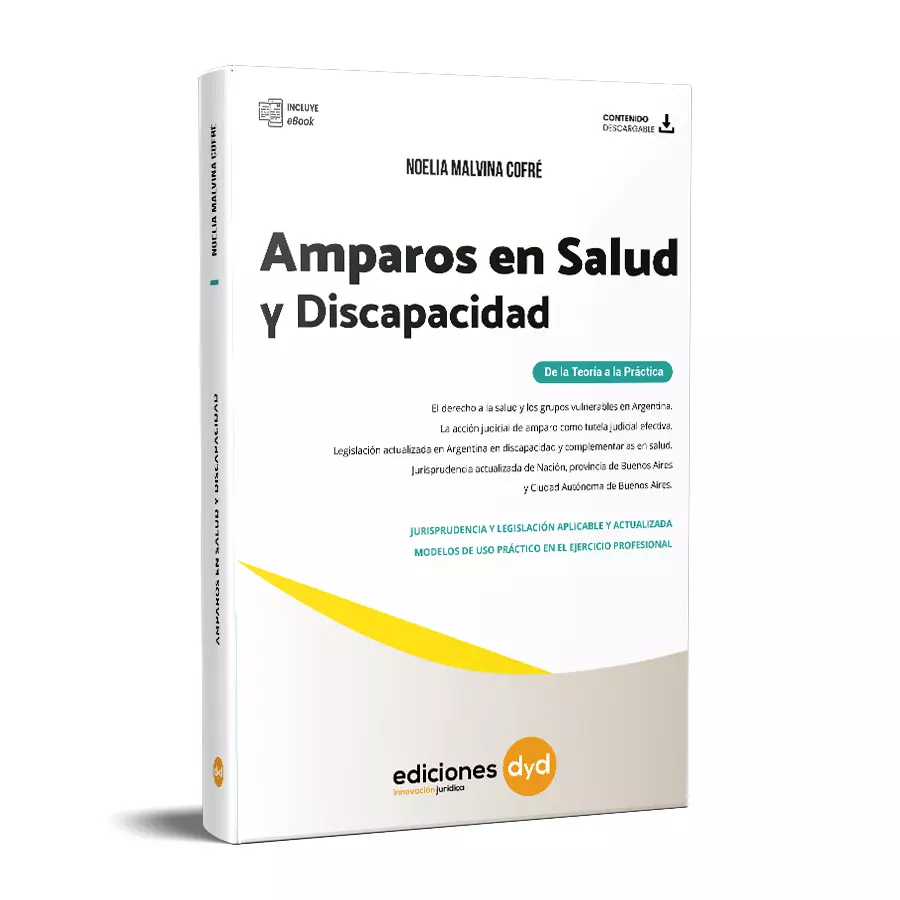 INCLUYE
eBook
CONTENIDO
DESCARGABLE
NOELIA MALVINA COFRÉ
Amparos en Salud
y Discapacidad
De la Teoría a la Práctica
El derecho a la salud y los grupos vulnerables en Argentina.
La acción judicial de amparo como tutela judicial efectiva.
Legislación actualizada en Argentina en discapacidad y complementarias en salud.
Jurisprudencia actualizada de Nación, provincia de Buenos Aires
y Ciudad Autónoma de Buenos Aires.
JURISPRUDENCIA Y LEGISLACIÓN APLICABLE Y ACTUALIZADA
MODELOS DE USO PRÁCTICO EN EL EJERCICIO PROFESIONAL
ediciones dyd
innovación jurídica
NOELIA MALVINA COFRÉ
AMPAROS EN SALUD Y DISCAPACIDAD
dyd